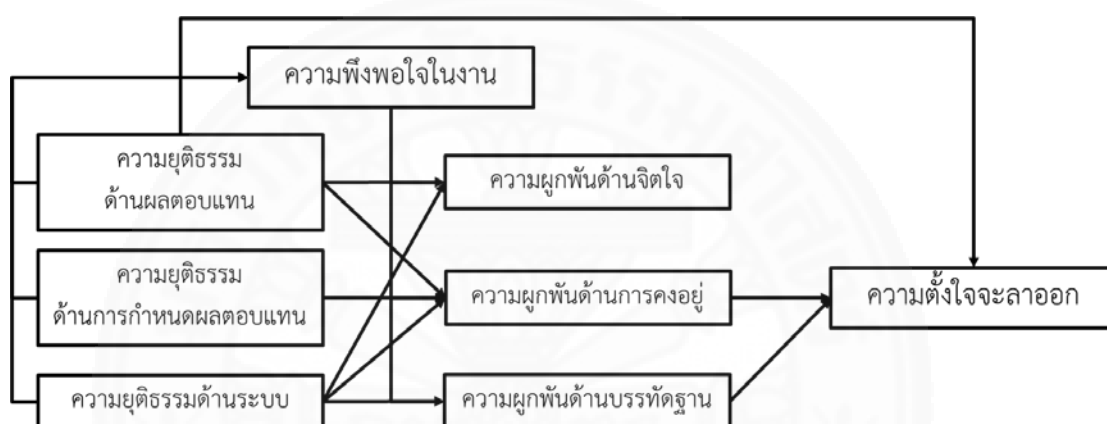 ความพึงพอใจในงาน
ความยุติธรรม
ด้านผลตอบแทน
ความผูกพันด้านจิตใจ
ความยุติธรรม
ด้านการกำหนดผลตอบแทน
ความผูกพันด้านการคงอยู่
ความตั้งใจจะลาออก
ความยุติธรรมด้านระบบ
ความผูกพันด้านบรรทัดฐาน